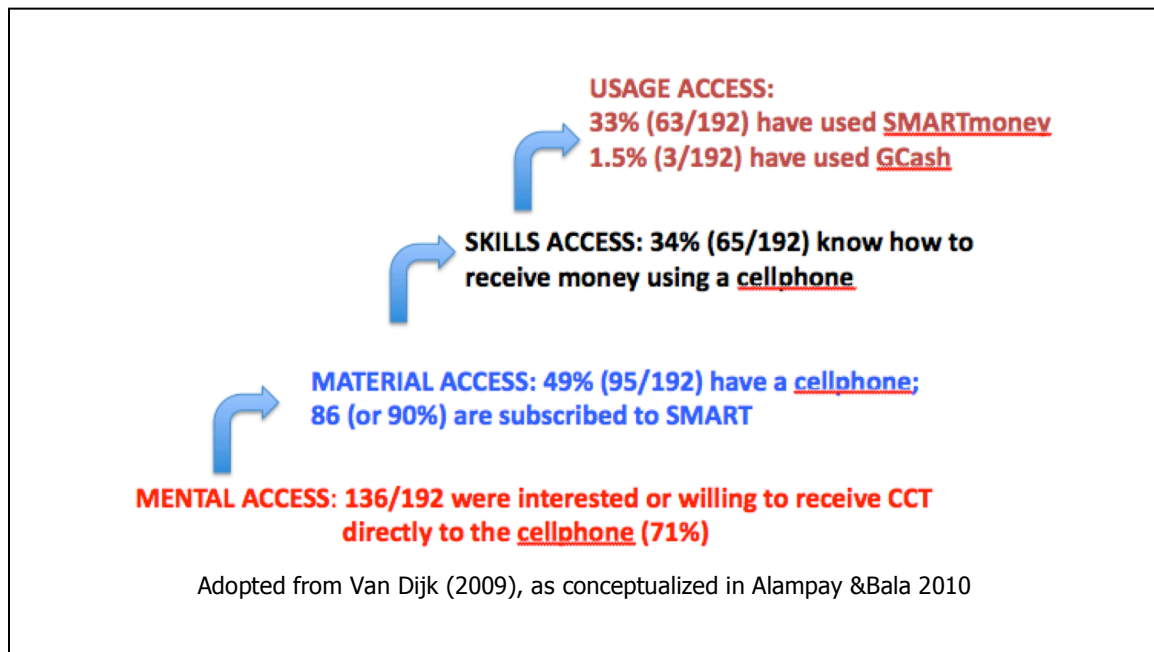 USAGE ACCESS:
33% (63/192) have used SMARTmoney
1.5% (3/192) have used GCash
SKILLS ACCESS: 34% (65/192) know how to
receive money using a cellphone
MATERIAL ACCESS: 49% (95/192) have a cellphone;
86 (or 90%) are subscribed to SMART
MENTAL ACCESS: 136/192 were interested or willing to receive CCT
directly to the cellphone (71%)
Adopted from Van Dijk (2009), as conceptualized in Alampay &Bala 2010